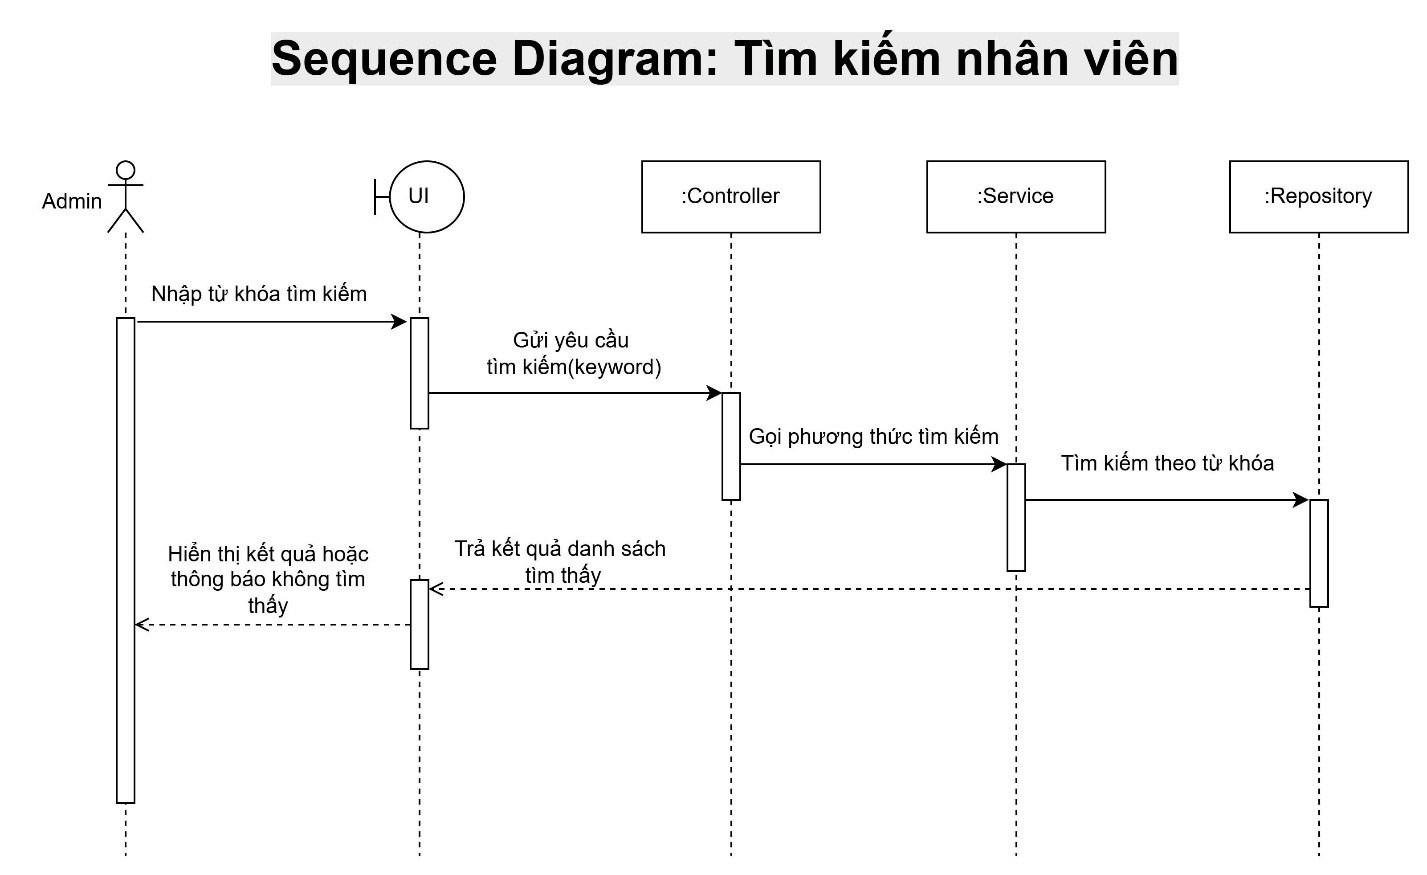 Sequence Diagram: Tìm kiếm nhân viên
Admin
UI
:Controller
:Service
:Repository
Nhập từ khóa tìm kiếm
Gửi yêu cầu
tìm kiếm(keyword)
Gọi phương thức tìm kiếm
Tìm kiếm theo từ khóa
Trả kết quả danh sách
tìm thấy
Hiển thị kết quả hoặc
thông báo không tìm
thấy